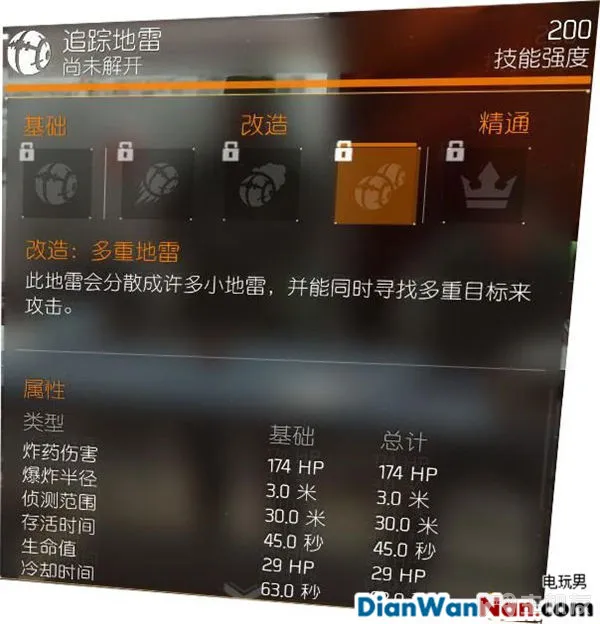 追踪地雷
尚未解开
200
技能强度
基础
改造
精通
改造：多重地雷
此地雷会分散成许多小地雷，并能同时寻找多重目标来
攻击。
属性
类型 基础 总计
炸药伤害 174 HP 174 HP
爆炸半径 3.0 米 3.0 米
侦测范围 30.0 米 30.0 米
存活时间 45.0 秒 45.0 秒
生命值 29 HP 29 HP
冷却时间 63.0 秒
电玩男
DianWanNan.com